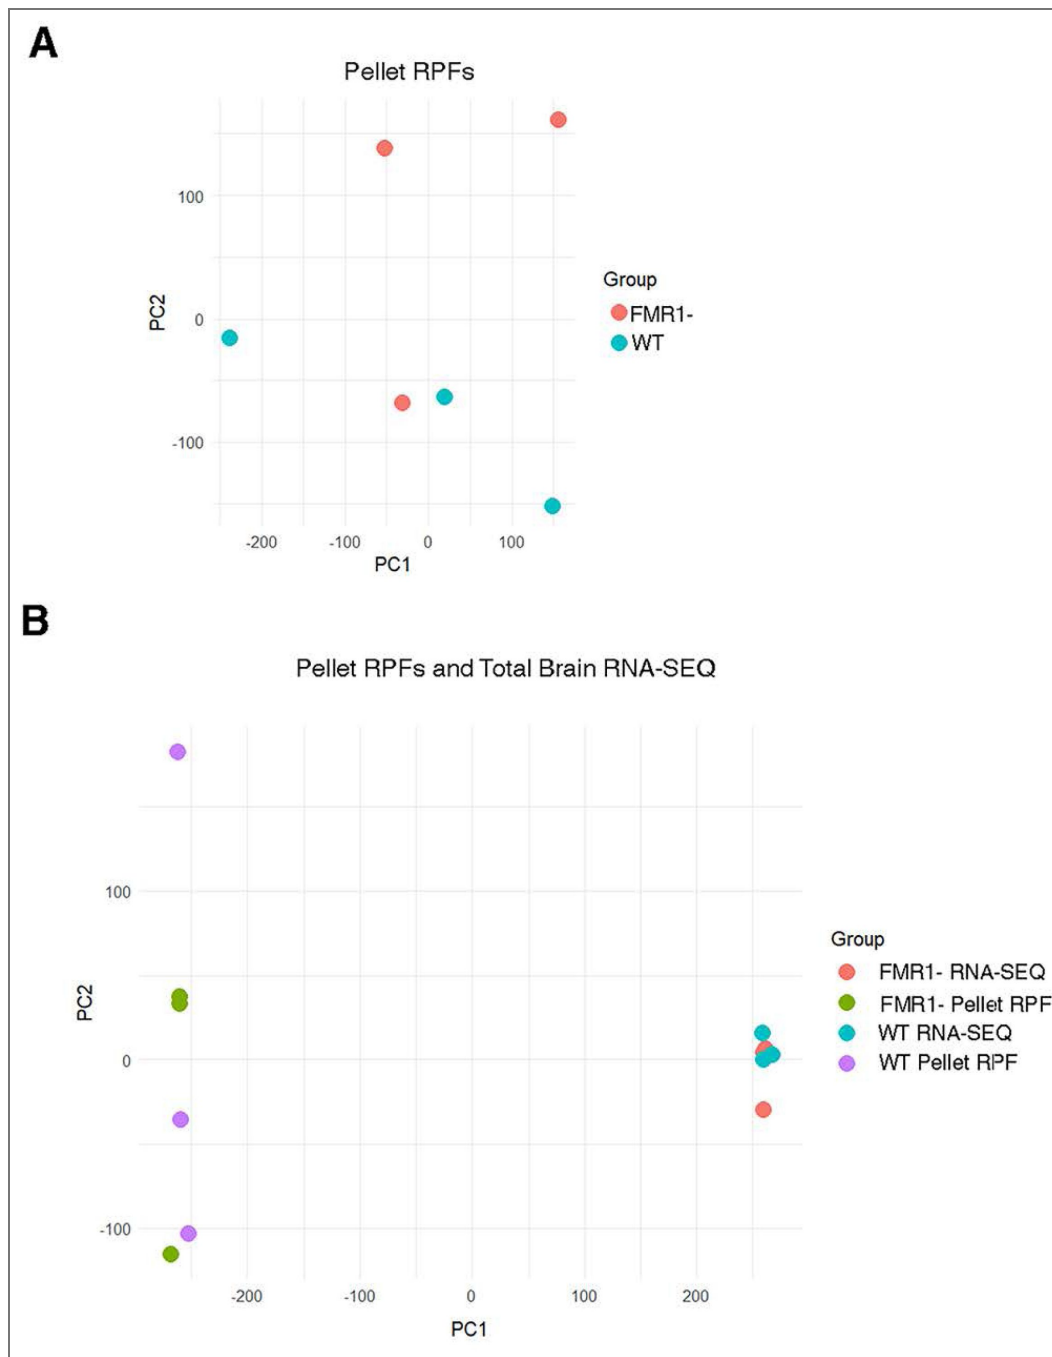 A
Pellet RPFs
100
0
-100
PC2
-200 -100 0 100
PC1
Group
FMR1-
WT
B
Pellet RPFs and Total Brain RNA-SEQ
100
0
-100
PC2
-200 -100 0 100 200
PC1
Group
FMR1- RNA-SEQ
FMR1- Pellet RPF
WT RNA-SEQ
WT Pellet RPF